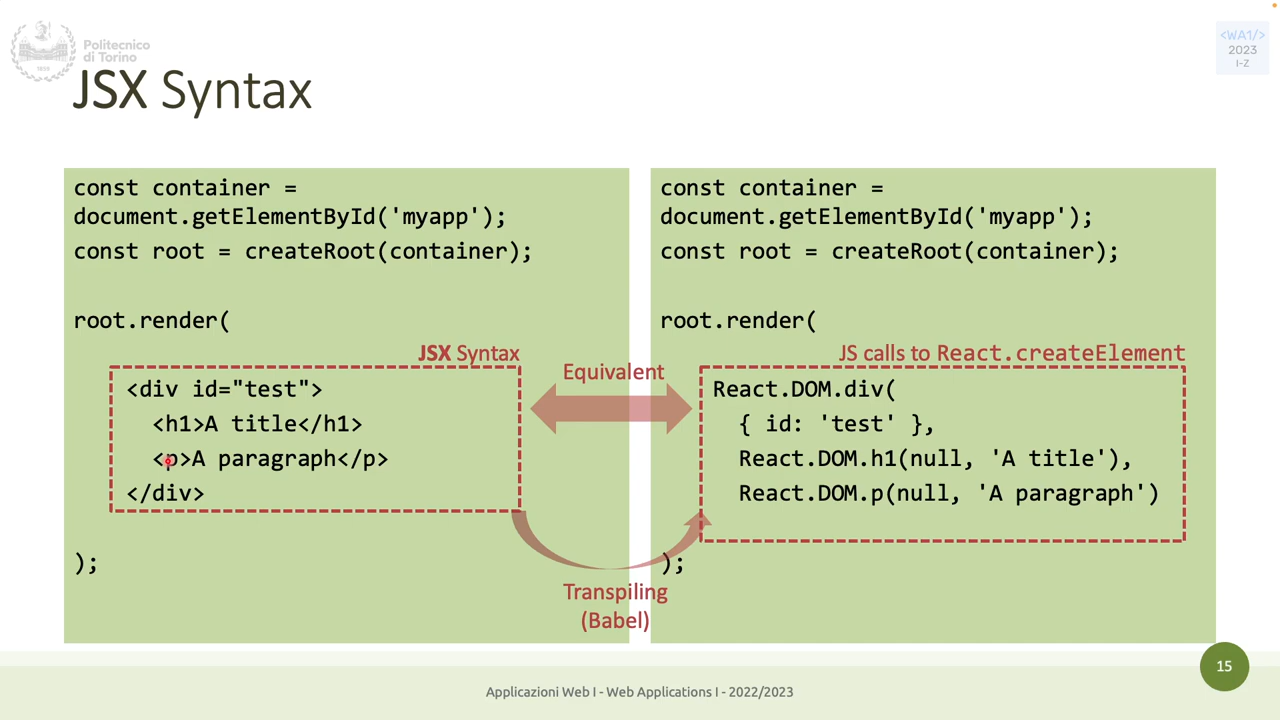 Politecnico
di Torino
<WA1/>
2023
I-Z
JSX Syntax
const container =
document.getElementById('myapp');
const root = createRoot(container);
root.render(
JSX Syntax
<div id="test">
<h1>A title</h1>
<p>A paragraph</p>
</div>
);
Equivalent
Transpiling
(Babel)
const container =
document.getElementById('myapp');
const root = createRoot(container);
root.render(
JS calls to React.createElement
React.DOM.div(
{ id: 'test' },
React.DOM.h1(null, 'A title'),
React.DOM.p(null, 'A paragraph')
);
15
Applicazioni Web I - Web Applications I - 2022/2023